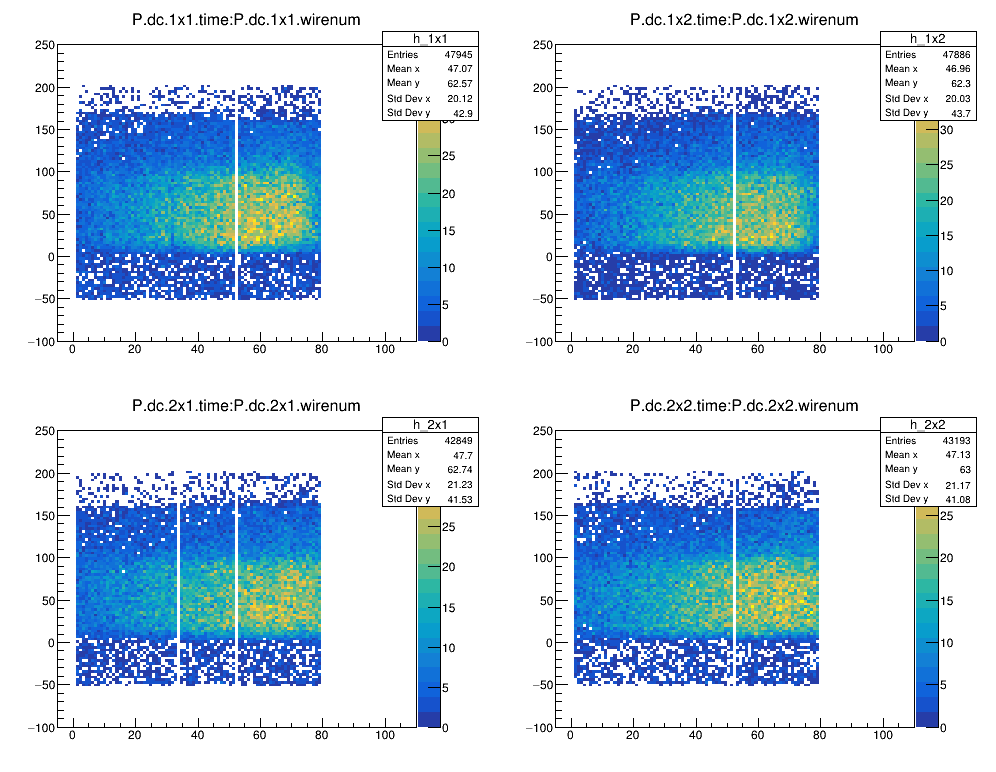 P.dc.1x1.time:P.dc.1x1.wirenum
h_1x1
Entries 47945
Mean x 47.07
Mean y 62.57
Std Dev x 20.12
Std Dev y 42.9
250
200
150
100
50
0
−50
−100
0 20 40 60 80 100
25
20
15
10
5
0
P.dc.1x2.time:P.dc.1x2.wirenum
h_1x2
Entries 47886
Mean x 46.96
Mean y 62.3
Std Dev x 20.03
Std Dev y 43.7
250
200
150
100
50
0
−50
−100
0 20 40 60 80 100
30
25
20
15
10
5
0
P.dc.2x1.time:P.dc.2x1.wirenum
h_2x1
Entries 42849
Mean x 47.7
Mean y 62.74
Std Dev x 21.23
Std Dev y 41.53
250
200
150
100
50
0
−50
−100
0 20 40 60 80 100
25
20
15
10
5
0
P.dc.2x2.time:P.dc.2x2.wirenum
h_2x2
Entries 43193
Mean x 47.13
Mean y 63
Std Dev x 21.17
Std Dev y 41.08
250
200
150
100
50
0
−50
−100
0 20 40 60 80 100
25
20
15
10
5
0